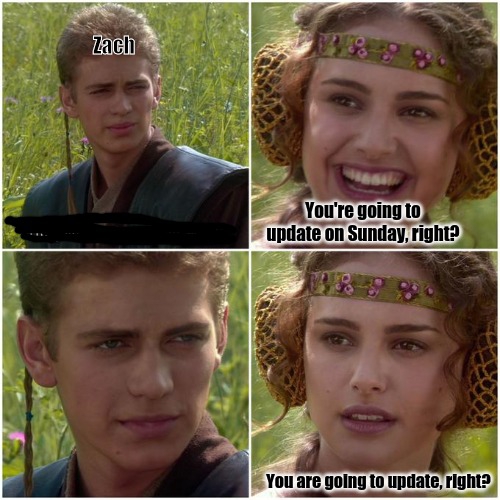 Zach
You're going to
update on Sunday, right?
You are going to update, right?